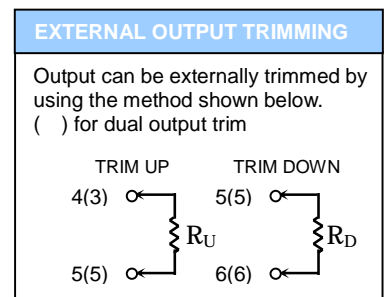 EXTERNAL OUTPUT TRIMMING
Output can be externally trimmed by
using the method shown below.
( ) for dual output trim
TRIM UP TRIM DOWN
4(3) 5(5)
RU RD
5(5) 6(6)